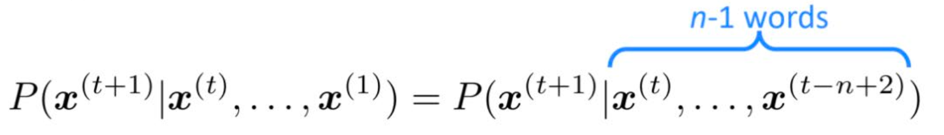 n-1 words
P(x^(t+1)|x^(t), . . . , x^(1)) = P(x^(t+1)|x^(t), . . . , x^(t−n+2))